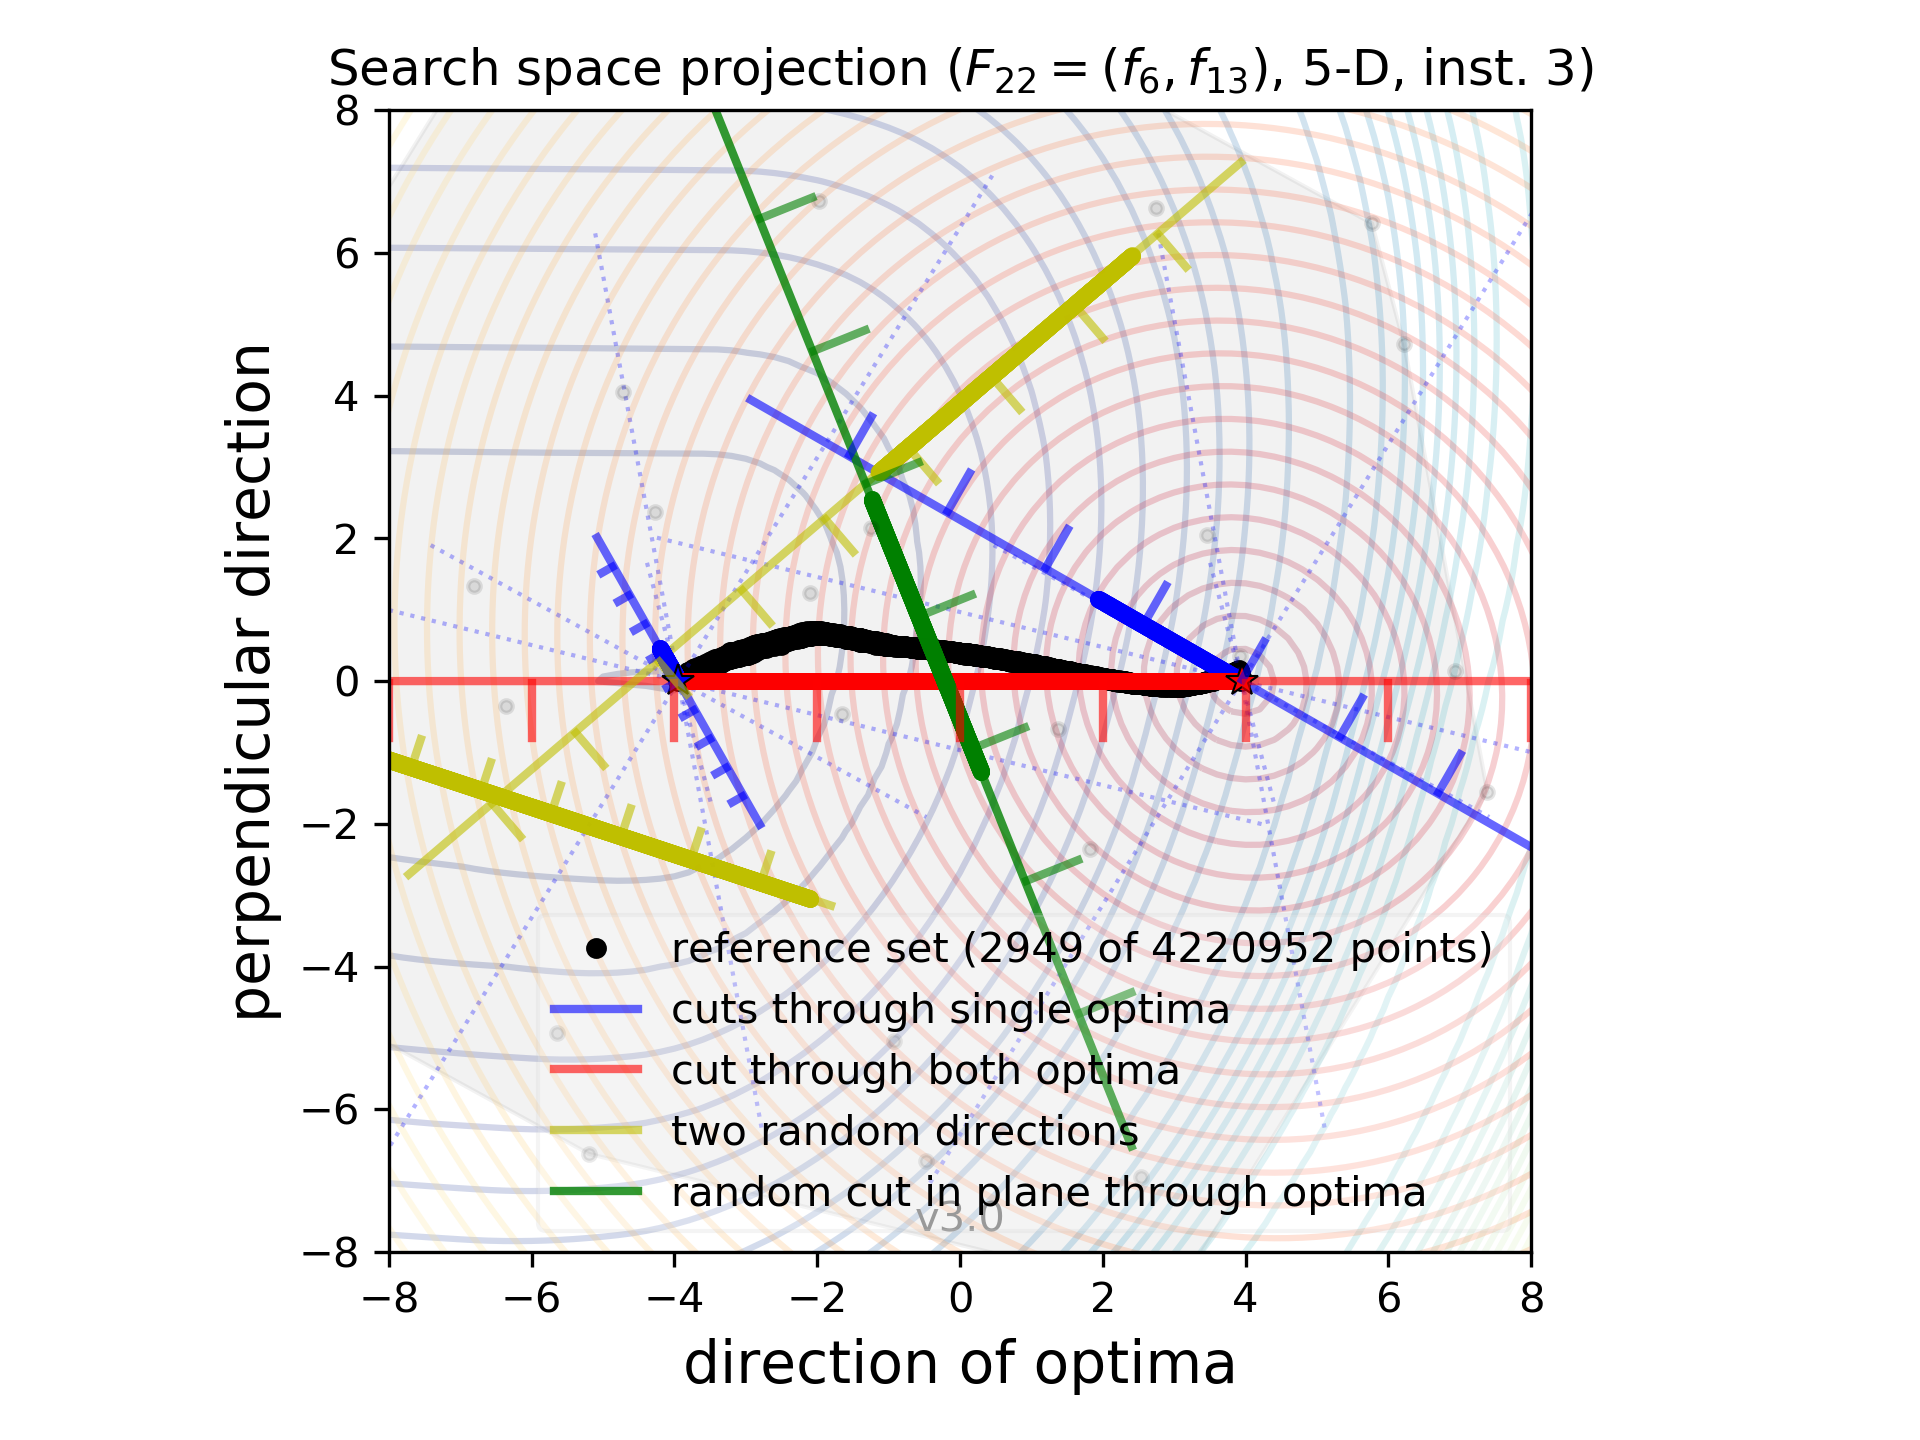 Search space projection (F₂₂ = (f₆, f₁₃), 5-D, inst. 3)
8
6
4
2
0
−2
−4
−6
−8
perpendicular direction
reference set (2949 of 4220952 points)
cuts through single optima
cut through both optima
two random directions
random cut in plane through optima
v3.0
−8 −6 −4 −2 0 2 4 6 8
direction of optima